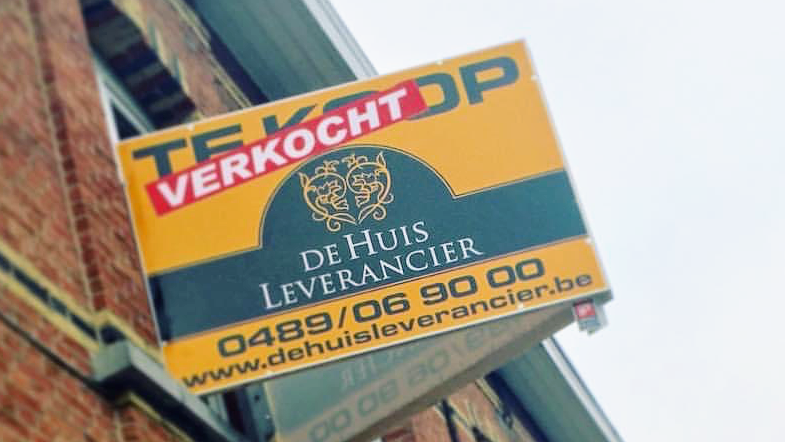 TE KOOP
VERKOCHT
DE HUIS
LEVERANCIER
0489/06 90 00
www.dehuisleverancier.be